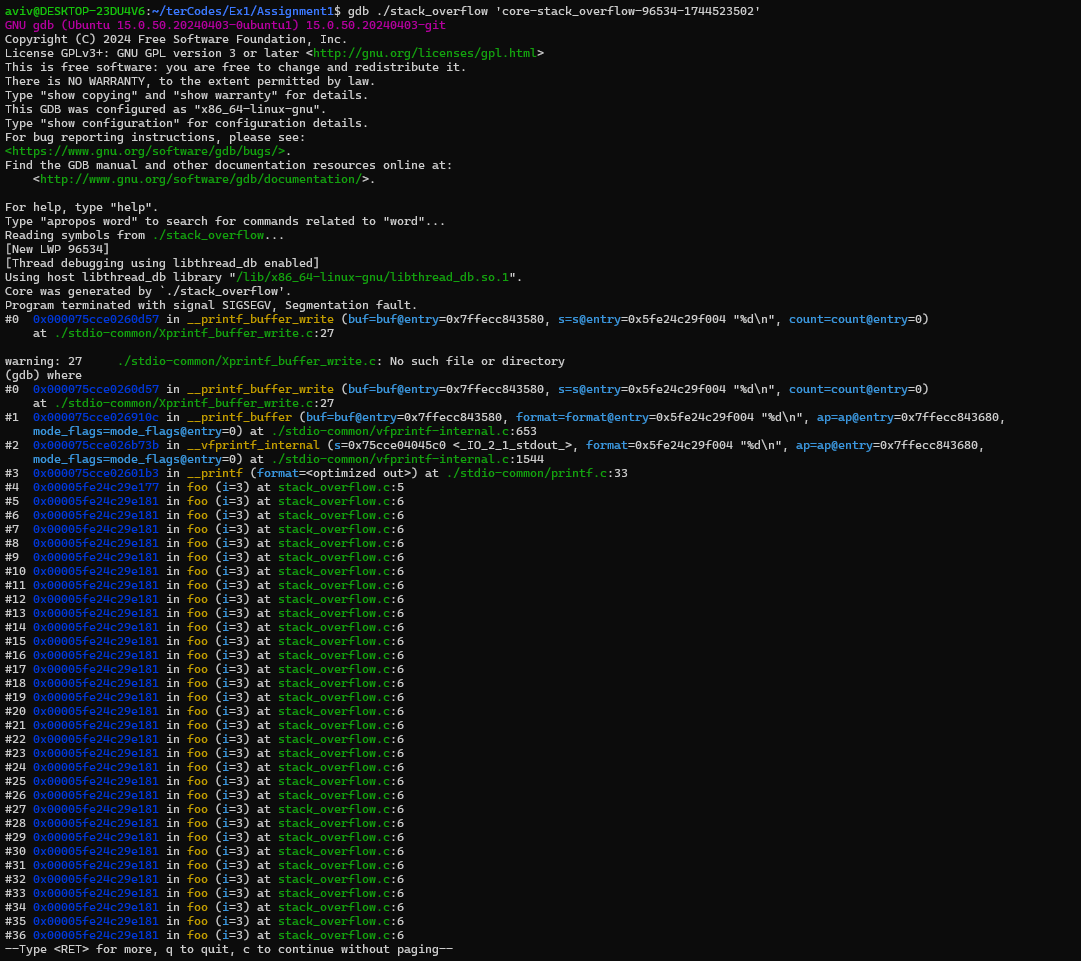 aviv@DESKTOP-23DU4V6:~/terCodes/Ex1/Assignment1$ gdb ./stack_overflow 'core-stack_overflow-96534-1744523502'
GNU gdb (Ubuntu 15.0.50.20240403-0ubuntu1) 15.0.50.20240403-git
Copyright (C) 2024 Free Software Foundation, Inc.
License GPLv3+: GNU GPL version 3 or later <http://gnu.org/licenses/gpl.html>
This is free software: you are free to change and redistribute it.
There is NO WARRANTY, to the extent permitted by law.
Type "show copying" and "show warranty" for details.
This GDB was configured as "x86_64-linux-gnu".
Type "show configuration" for configuration details.
For bug reporting instructions, please see:
<https://www.gnu.org/software/gdb/bugs/>.
Find the GDB manual and other documentation resources online at:
    <http://www.gnu.org/software/gdb/documentation/>.

For help, type "help".
Type "apropos word" to search for commands related to "word"...
Reading symbols from ./stack_overflow...
[New LWP 96534]
[Thread debugging using libthread_db enabled]
Using host libthread_db library "/lib/x86_64-linux-gnu/libthread_db.so.1".
Core was generated by `./stack_overflow'.
Program terminated with signal SIGSEGV, Segmentation fault.
#0  0x000075cce0260d57 in __printf_buffer_write (buf=buf@entry=0x7ffecc843580, s=s@entry=0x5fe24c29f004 "%d\n", count=count@entry=0)
    at ./stdio-common/Xprintf_buffer_write.c:27

warning: 27     ./stdio-common/Xprintf_buffer_write.c: No such file or directory
(gdb) where
#0  0x000075cce0260d57 in __printf_buffer_write (buf=buf@entry=0x7ffecc843580, s=s@entry=0x5fe24c29f004 "%d\n", count=count@entry=0)
    at ./stdio-common/Xprintf_buffer_write.c:27
#1  0x000075cce026910c in __printf_buffer (buf=buf@entry=0x7ffecc843580, format=format@entry=0x5fe24c29f004 "%d\n", ap=ap@entry=0x7ffecc843680,
    mode_flags=mode_flags@entry=0) at ./stdio-common/vfprintf-internal.c:653
#2  0x000075cce026b73b in __vfprintf_internal (s=0x75cce04045c0 <_IO_2_1_stdout_>, format=0x5fe24c29f004 "%d\n", ap=ap@entry=0x7ffecc843680,
    mode_flags=mode_flags@entry=0) at ./stdio-common/vfprintf-internal.c:1544
#3  0x000075cce02601b3 in __printf (format=<optimized out>) at ./stdio-common/printf.c:33
#4  0x00005fe24c29e177 in foo (i=3) at stack_overflow.c:5
#5  0x00005fe24c29e181 in foo (i=3) at stack_overflow.c:6
#6  0x00005fe24c29e181 in foo (i=3) at stack_overflow.c:6
#7  0x00005fe24c29e181 in foo (i=3) at stack_overflow.c:6
#8  0x00005fe24c29e181 in foo (i=3) at stack_overflow.c:6
#9  0x00005fe24c29e181 in foo (i=3) at stack_overflow.c:6
#10 0x00005fe24c29e181 in foo (i=3) at stack_overflow.c:6
#11 0x00005fe24c29e181 in foo (i=3) at stack_overflow.c:6
#12 0x00005fe24c29e181 in foo (i=3) at stack_overflow.c:6
#13 0x00005fe24c29e181 in foo (i=3) at stack_overflow.c:6
#14 0x00005fe24c29e181 in foo (i=3) at stack_overflow.c:6
#15 0x00005fe24c29e181 in foo (i=3) at stack_overflow.c:6
#16 0x00005fe24c29e181 in foo (i=3) at stack_overflow.c:6
#17 0x00005fe24c29e181 in foo (i=3) at stack_overflow.c:6
#18 0x00005fe24c29e181 in foo (i=3) at stack_overflow.c:6
#19 0x00005fe24c29e181 in foo (i=3) at stack_overflow.c:6
#20 0x00005fe24c29e181 in foo (i=3) at stack_overflow.c:6
#21 0x00005fe24c29e181 in foo (i=3) at stack_overflow.c:6
#22 0x00005fe24c29e181 in foo (i=3) at stack_overflow.c:6
#23 0x00005fe24c29e181 in foo (i=3) at stack_overflow.c:6
#24 0x00005fe24c29e181 in foo (i=3) at stack_overflow.c:6
#25 0x00005fe24c29e181 in foo (i=3) at stack_overflow.c:6
#26 0x00005fe24c29e181 in foo (i=3) at stack_overflow.c:6
#27 0x00005fe24c29e181 in foo (i=3) at stack_overflow.c:6
#28 0x00005fe24c29e181 in foo (i=3) at stack_overflow.c:6
#29 0x00005fe24c29e181 in foo (i=3) at stack_overflow.c:6
#30 0x00005fe24c29e181 in foo (i=3) at stack_overflow.c:6
#31 0x00005fe24c29e181 in foo (i=3) at stack_overflow.c:6
#32 0x00005fe24c29e181 in foo (i=3) at stack_overflow.c:6
#33 0x00005fe24c29e181 in foo (i=3) at stack_overflow.c:6
#34 0x00005fe24c29e181 in foo (i=3) at stack_overflow.c:6
#35 0x00005fe24c29e181 in foo (i=3) at stack_overflow.c:6
#36 0x00005fe24c29e181 in foo (i=3) at stack_overflow.c:6
--Type <RET> for more, q to quit, c to continue without paging--